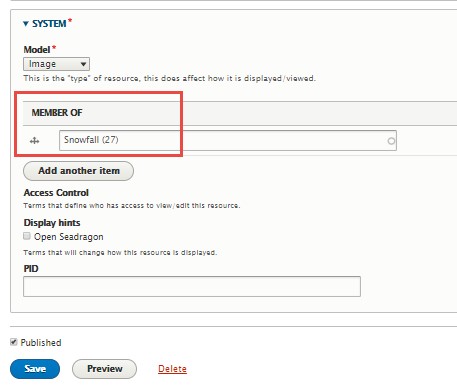 SYSTEM*
Model*
Image
This is the "type" of resource, this does affect how it is displayed/viewed.
MEMBER OF
Snowfall (27)
Add another item
Access Control
Terms that define who has access to view/edit this resource.
Display hints
Open Seadragon
Terms that will change how this resource is displayed.
PID
Published
Save Preview Delete